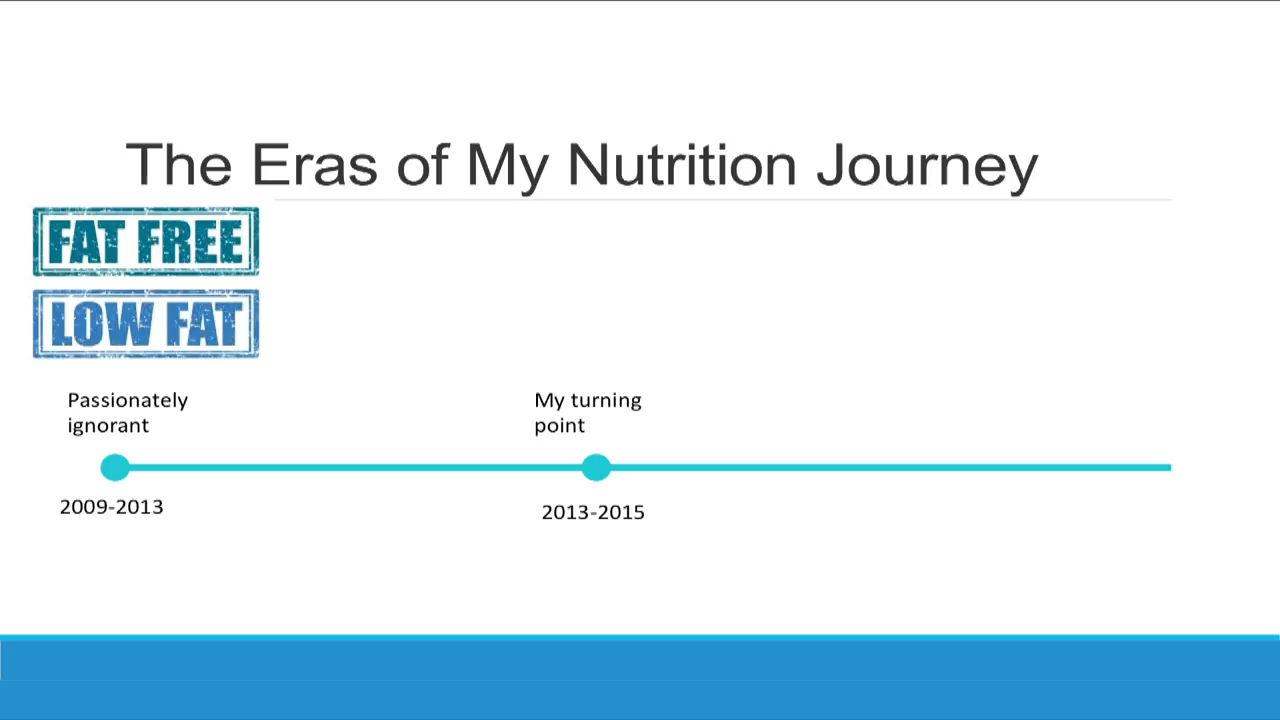 The Eras of My Nutrition Journey
FAT FREE
LOW FAT
Passionately
ignorant
My turning
point
2009-2013
2013-2015